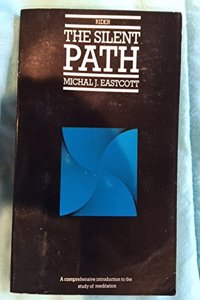 RIDER
THE SILENT
PATH
MICHAL J. EASTCOTT
A comprehensive introduction to the
study of meditation